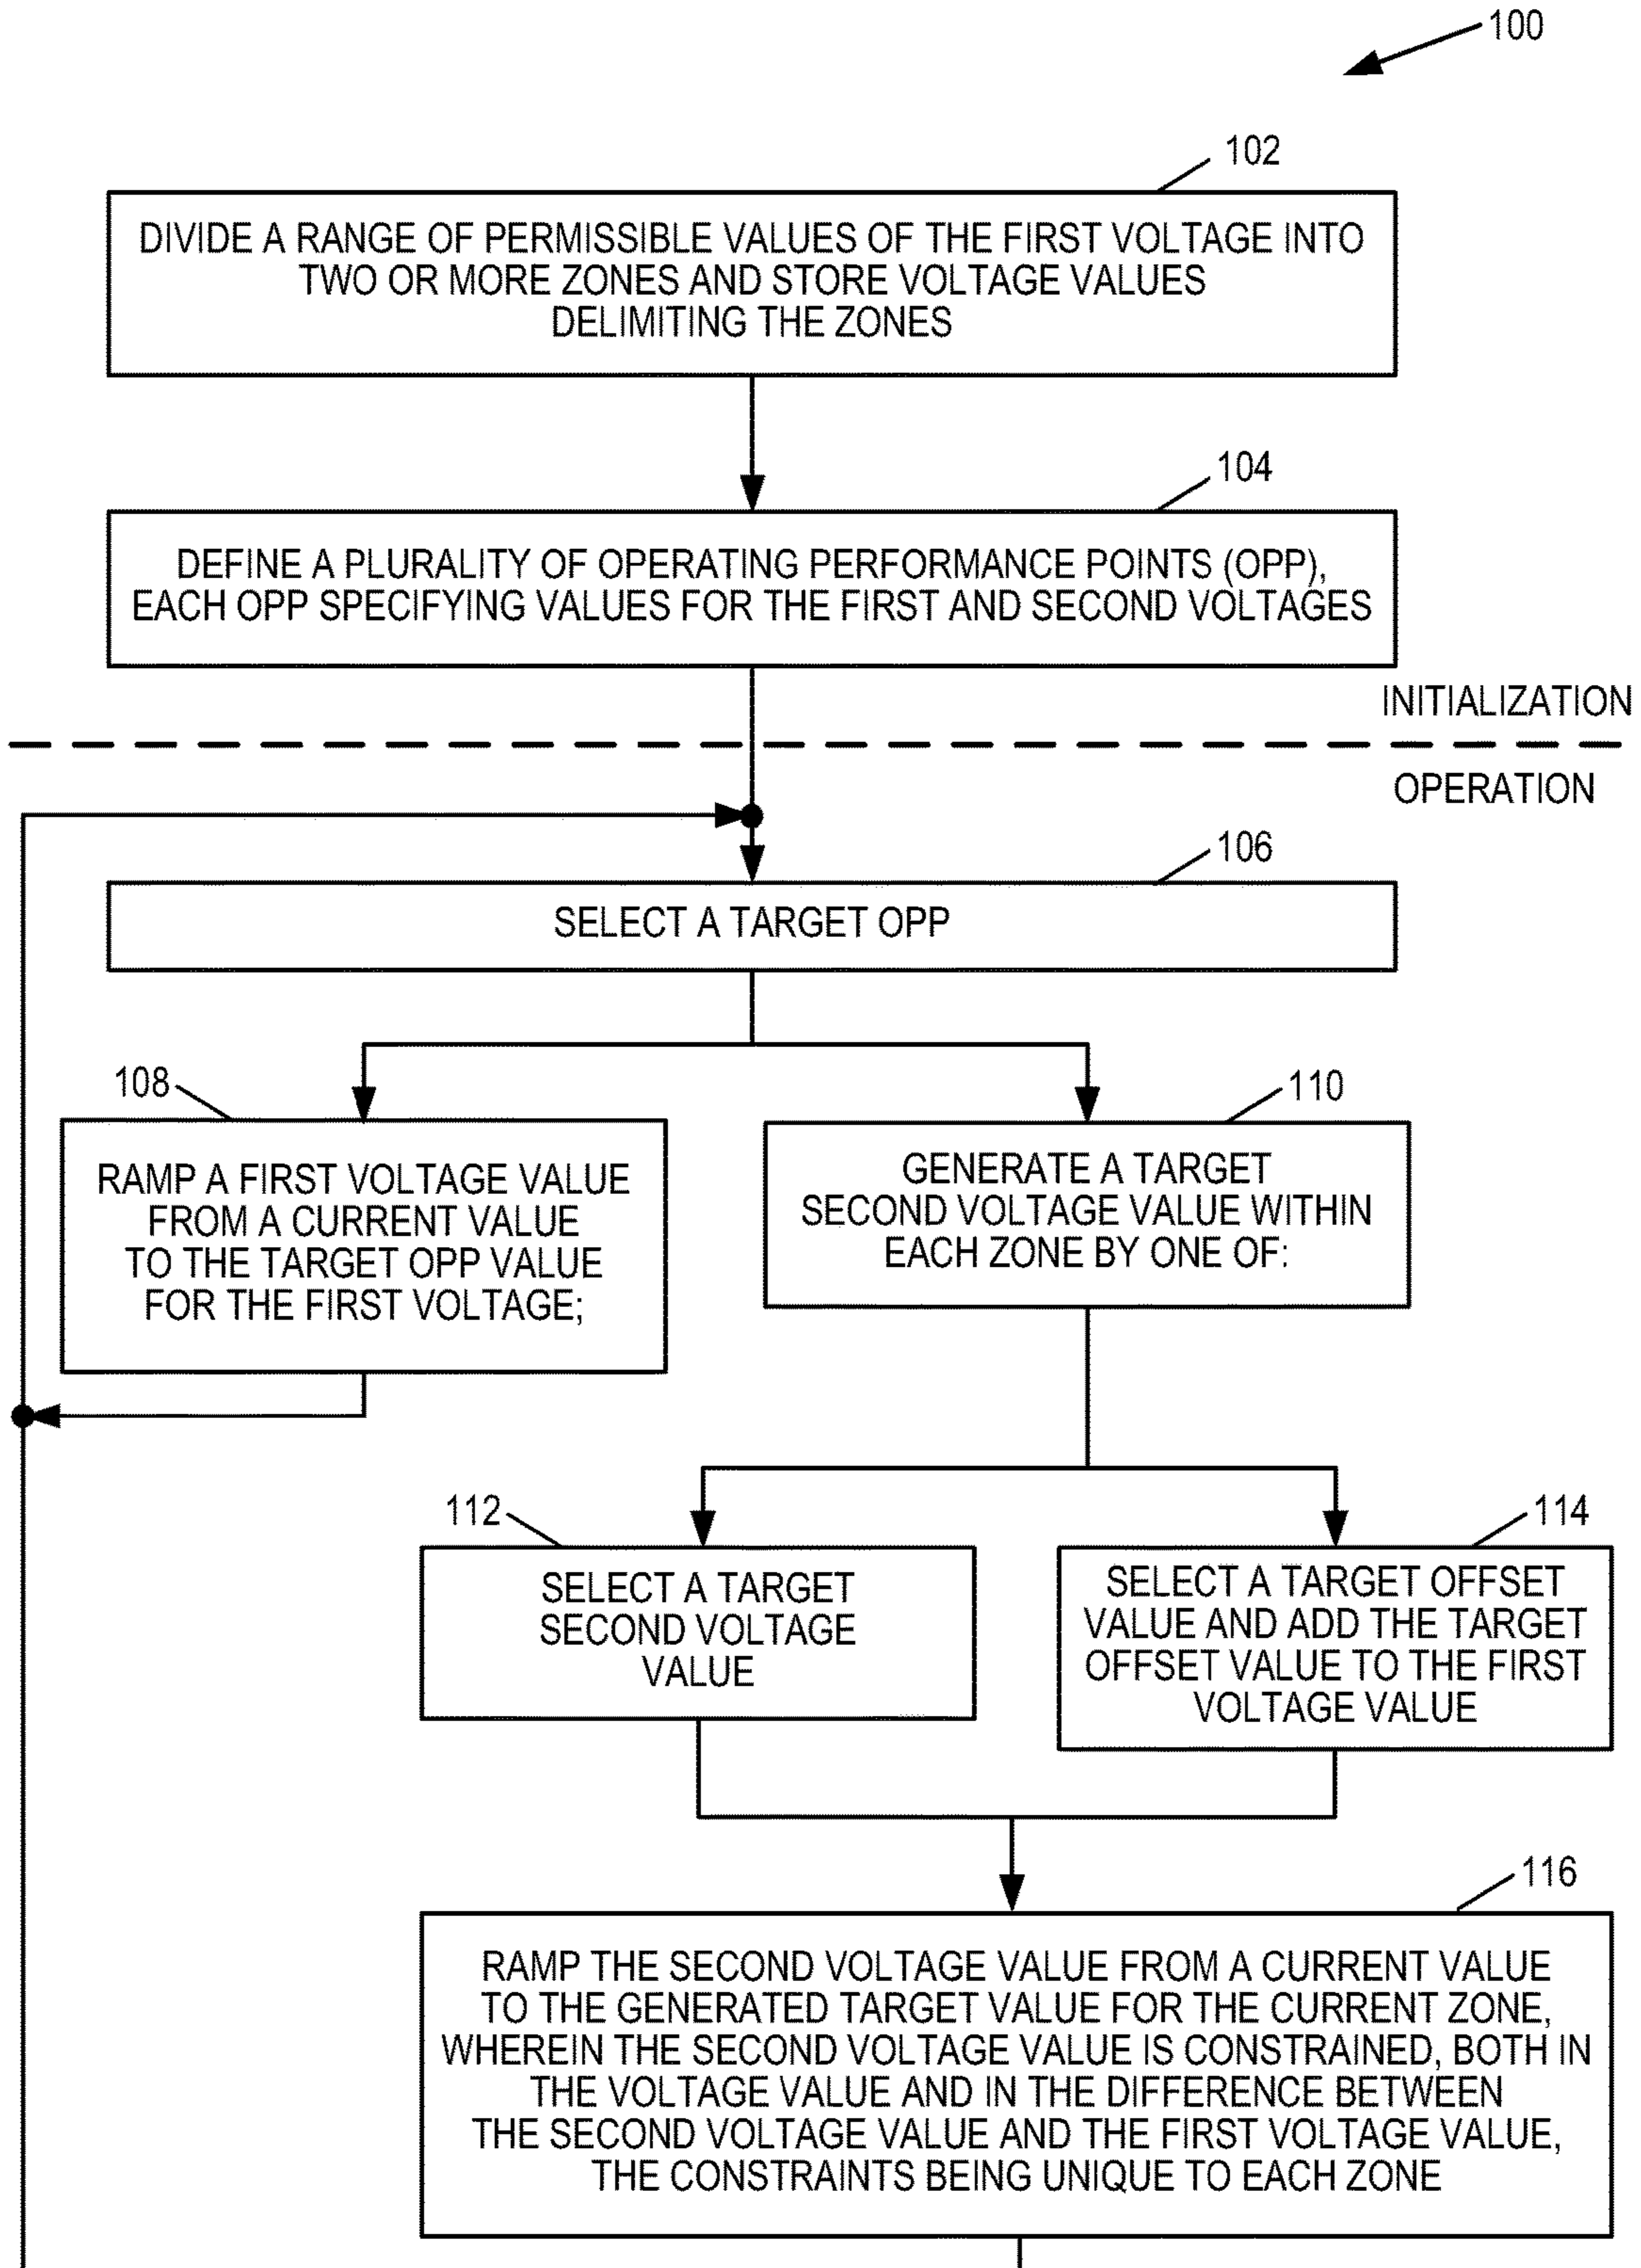 100
102
DIVIDE A RANGE OF PERMISSIBLE VALUES OF THE FIRST VOLTAGE INTO
TWO OR MORE ZONES AND STORE VOLTAGE VALUES
DELIMITING THE ZONES
104
DEFINE A PLURALITY OF OPERATING PERFORMANCE POINTS (OPP),
EACH OPP SPECIFYING VALUES FOR THE FIRST AND SECOND VOLTAGES
INITIALIZATION
OPERATION
106
SELECT A TARGET OPP
108
RAMP A FIRST VOLTAGE VALUE
FROM A CURRENT VALUE
TO THE TARGET OPP VALUE
FOR THE FIRST VOLTAGE;
110
GENERATE A TARGET
SECOND VOLTAGE VALUE WITHIN
EACH ZONE BY ONE OF:
112
SELECT A TARGET
SECOND VOLTAGE
VALUE
114
SELECT A TARGET OFFSET
VALUE AND ADD THE TARGET
OFFSET VALUE TO THE FIRST
VOLTAGE VALUE
116
RAMP THE SECOND VOLTAGE VALUE FROM A CURRENT VALUE
TO THE GENERATED TARGET VALUE FOR THE CURRENT ZONE,
WHEREIN THE SECOND VOLTAGE VALUE IS CONSTRAINED, BOTH IN
THE VOLTAGE VALUE AND IN THE DIFFERENCE BETWEEN
THE SECOND VOLTAGE VALUE AND THE FIRST VOLTAGE VALUE,
THE CONSTRAINTS BEING UNIQUE TO EACH ZONE